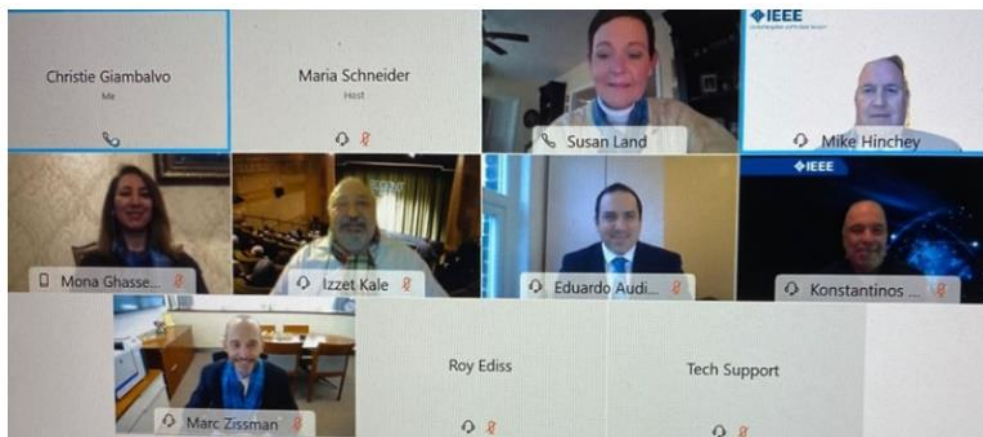 IEEE
Christie Giambalvo
Me
Maria Schneider
Host
Susan Land
Mike Hinchey
Mona Ghasse...
Izzet Kale
Eduardo Audi...
IEEE
Konstantinos ...
Marc Zissman
Roy Ediss
Tech Support